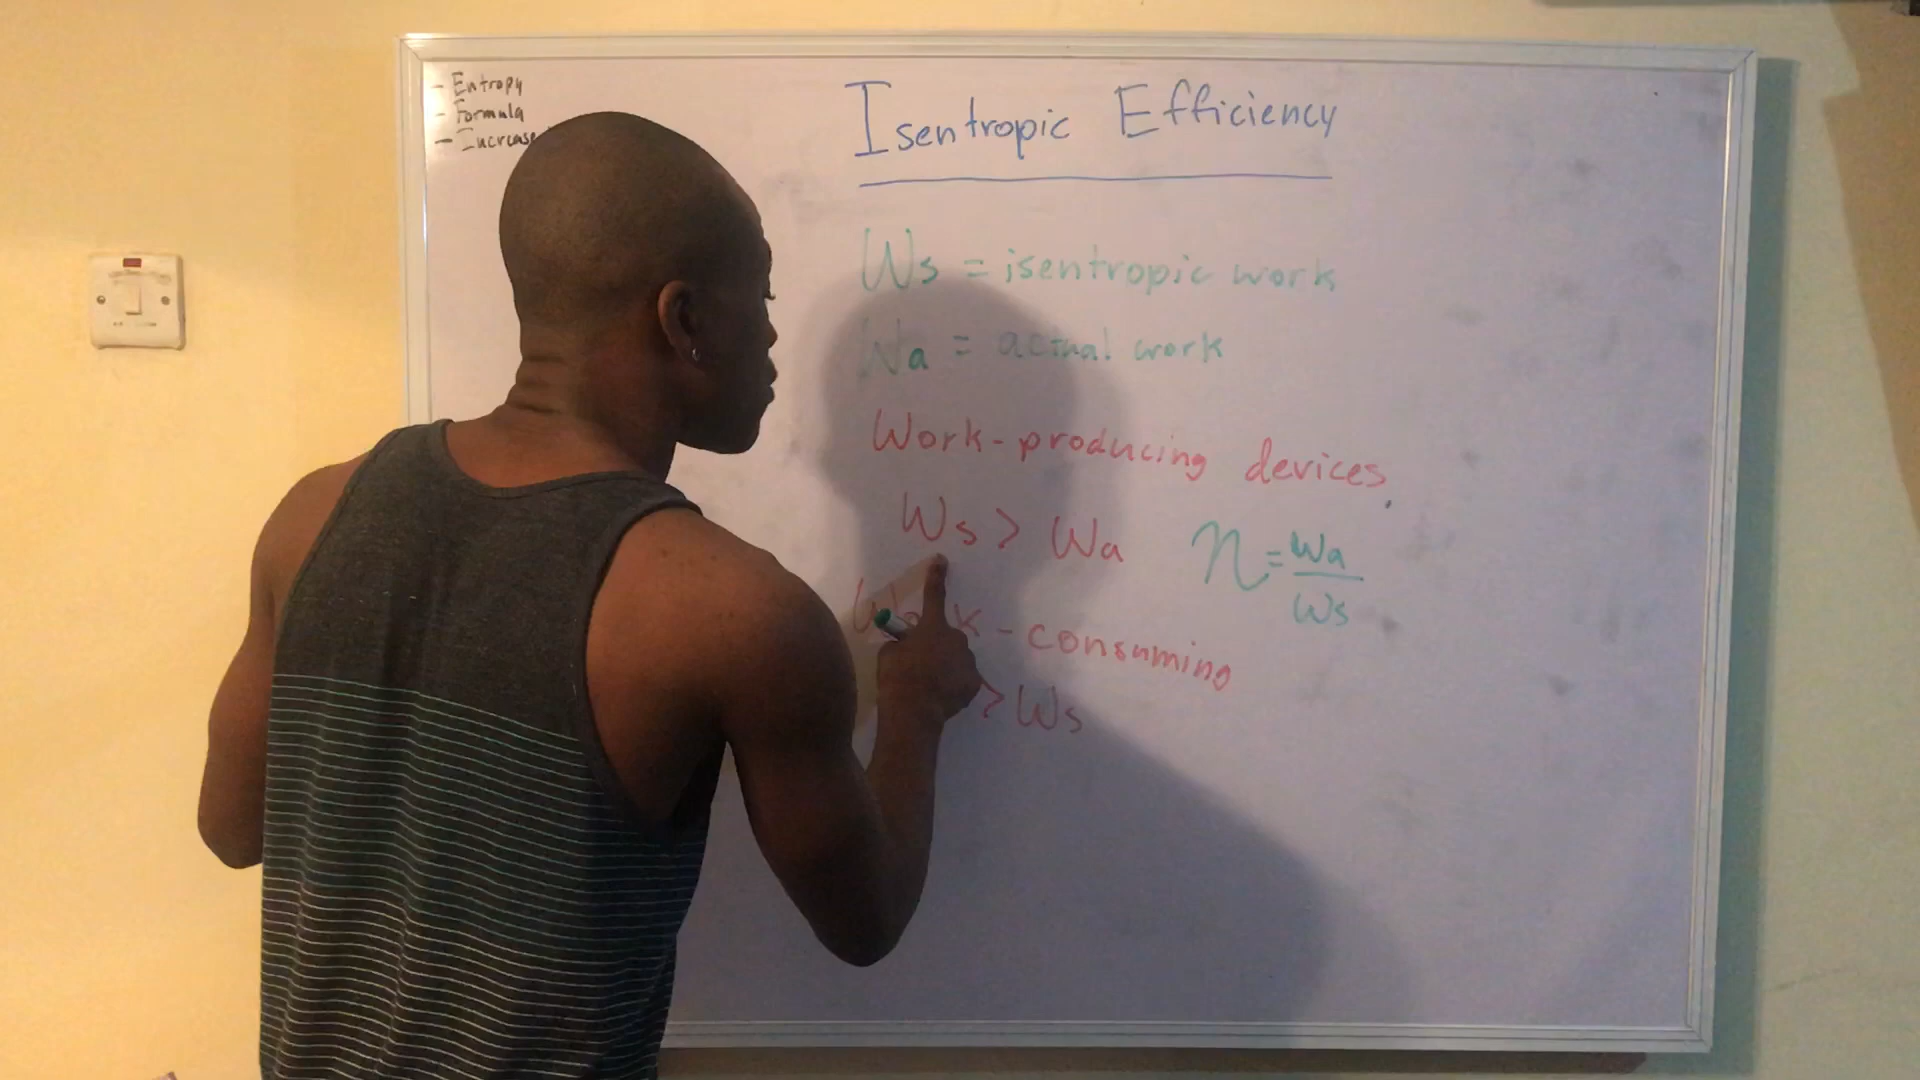 - Entropy
- Formula
- Increase
Isentropic Efficiency
Ws = isentropic work
Wa = actual work
Work-producing devices
Ws > Wa
η = Wa
Ws
Work-consuming
> Ws